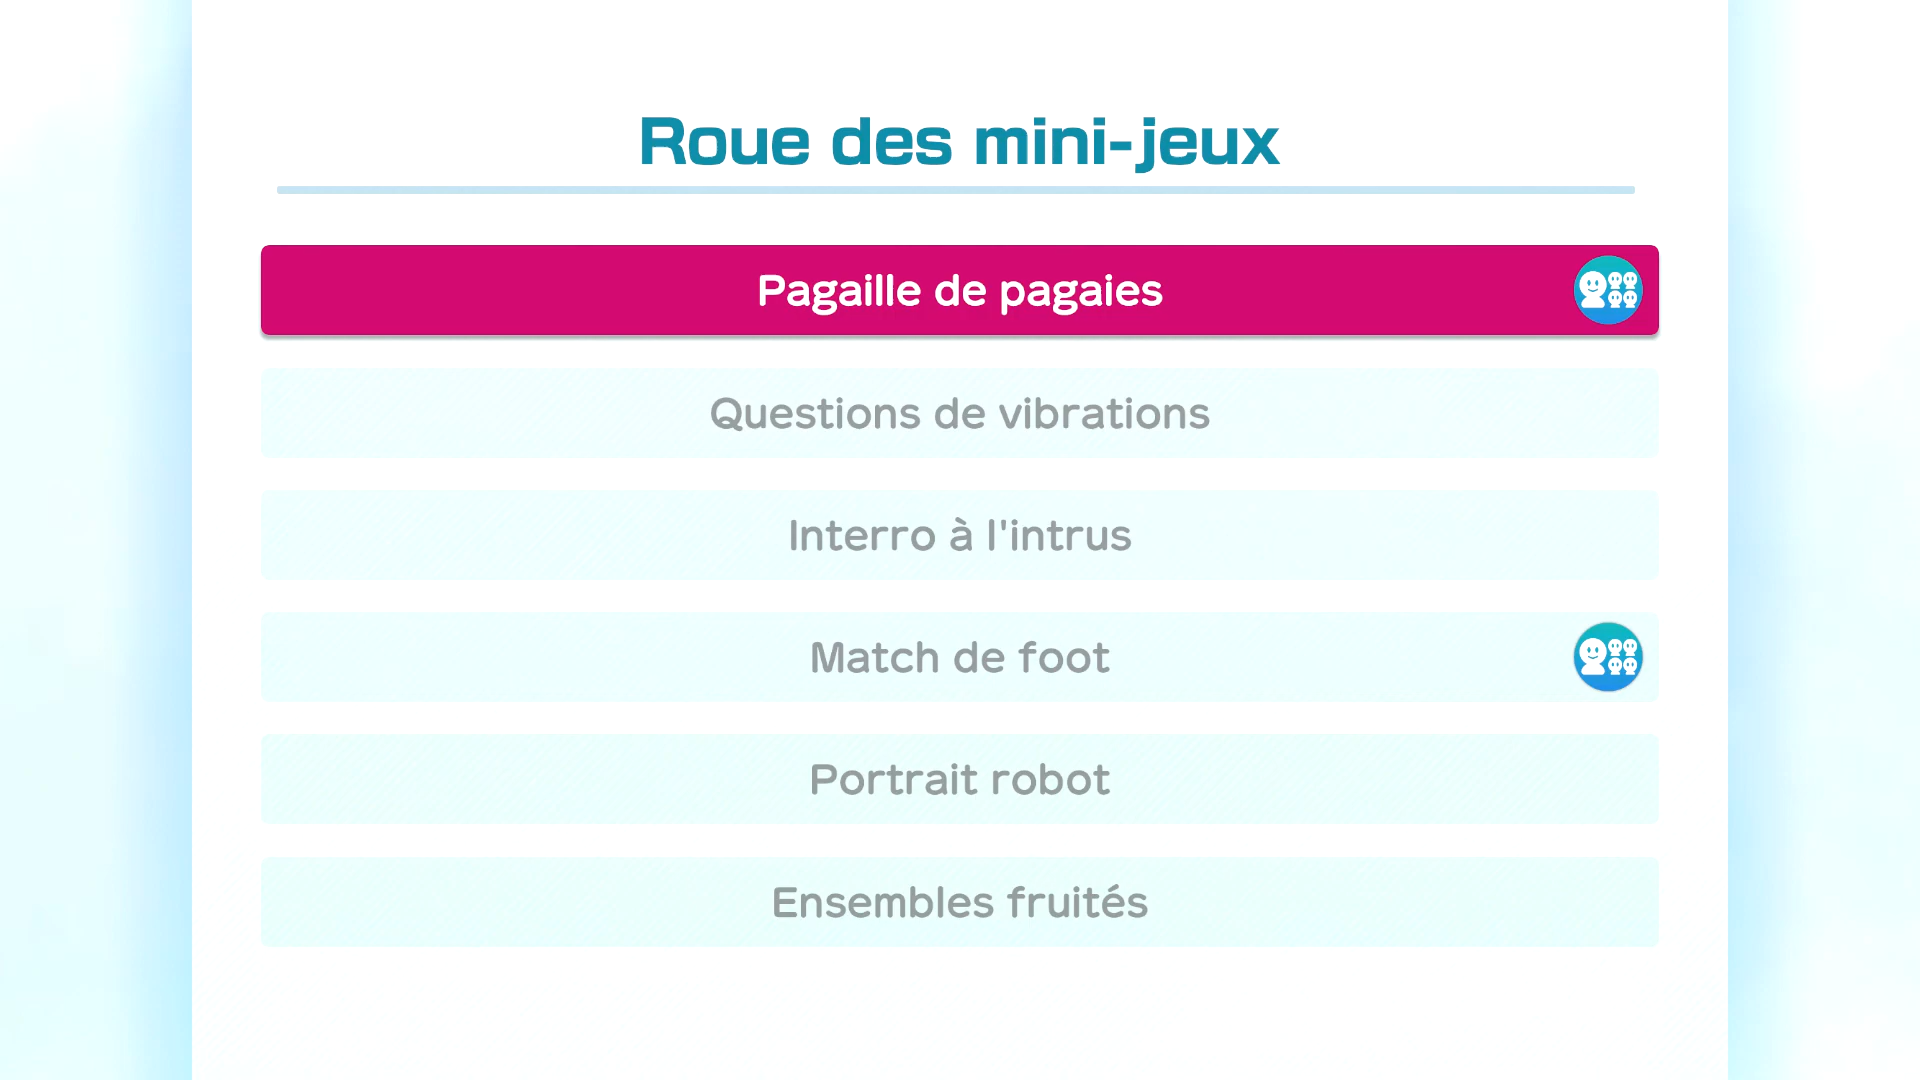 Roue des mini-jeux
Pagaille de pagaies
Questions de vibrations
Interro à l'intrus
Match de foot
Portrait robot
Ensembles fruités